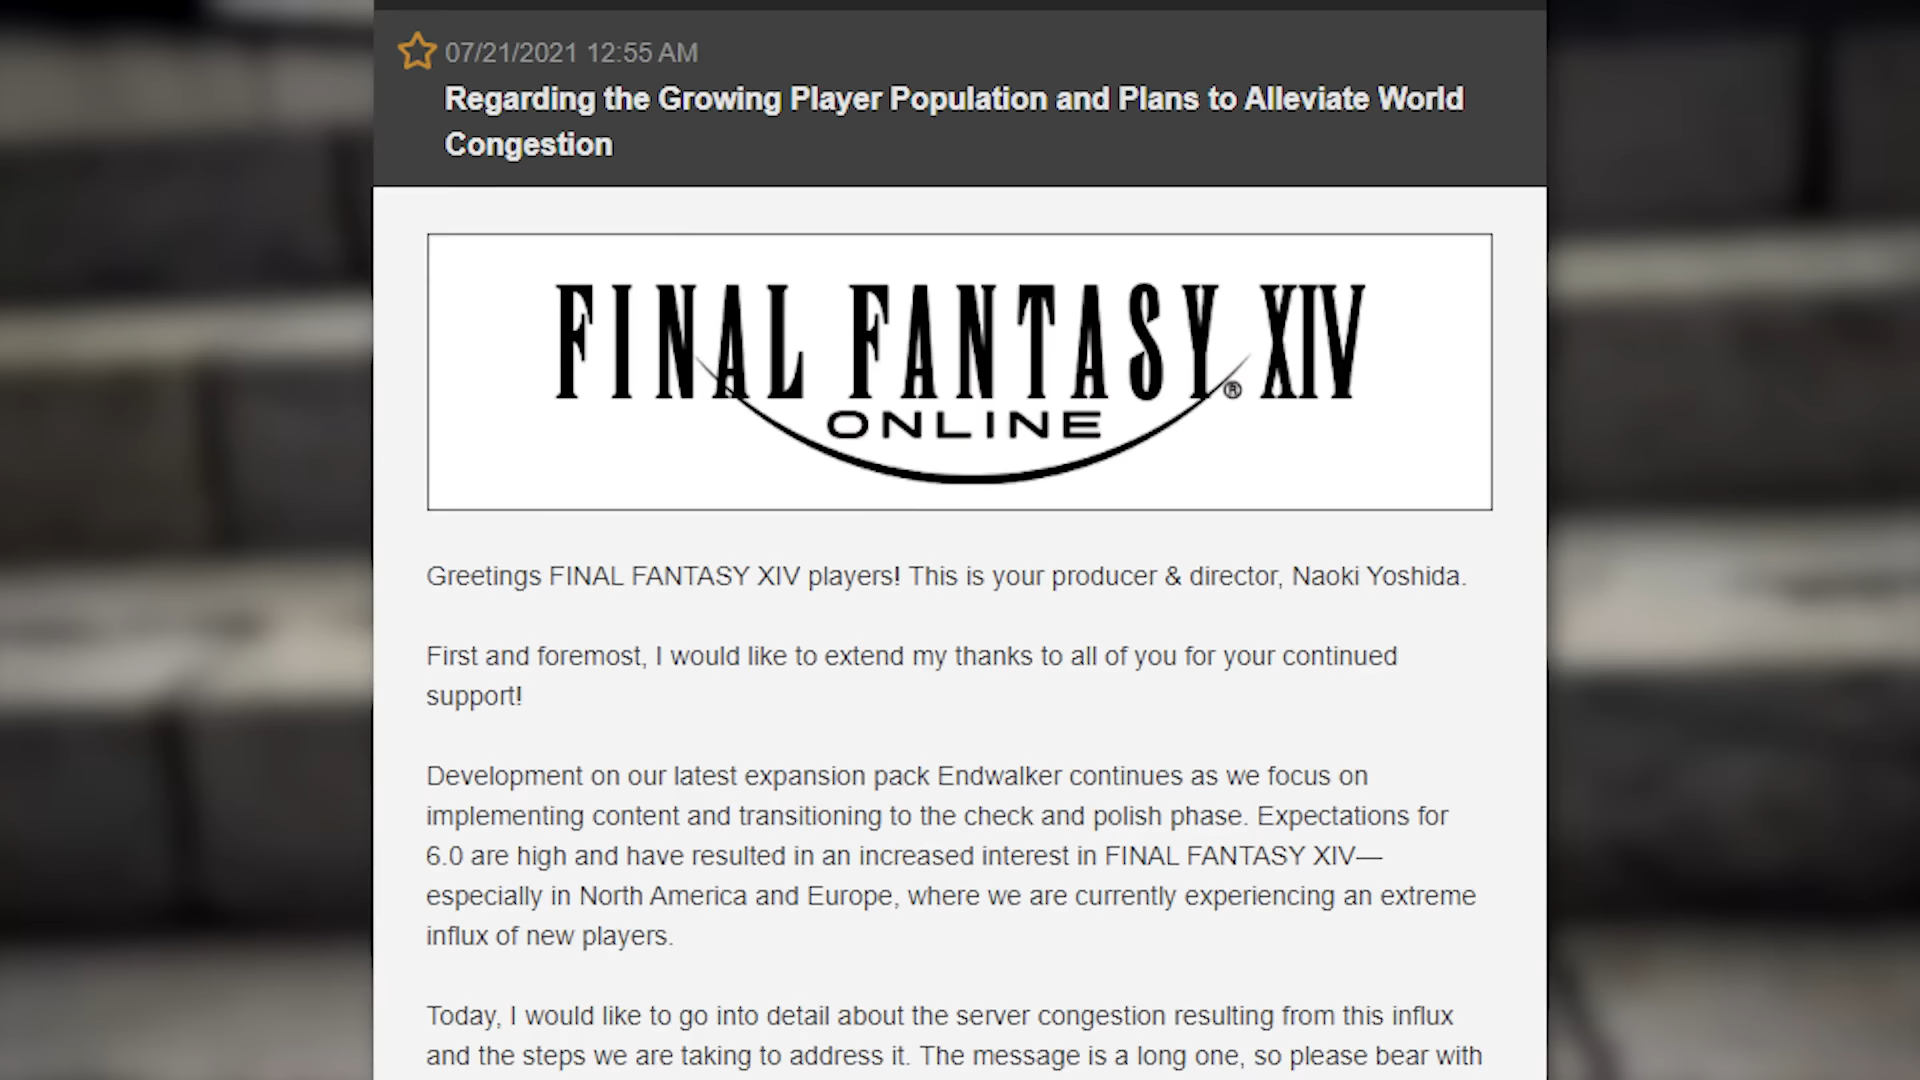 07/21/2021 12:55 AM
Regarding the Growing Player Population and Plans to Alleviate World
Congestion
FINAL FANTASY® XIV
ONLINE
Greetings FINAL FANTASY XIV players! This is your producer & director, Naoki Yoshida.
First and foremost, I would like to extend my thanks to all of you for your continued
support!
Development on our latest expansion pack Endwalker continues as we focus on
implementing content and transitioning to the check and polish phase. Expectations for
6.0 are high and have resulted in an increased interest in FINAL FANTASY XIV—
especially in North America and Europe, where we are currently experiencing an extreme
influx of new players.
Today, I would like to go into detail about the server congestion resulting from this influx
and the steps we are taking to address it. The message is a long one, so please bear with